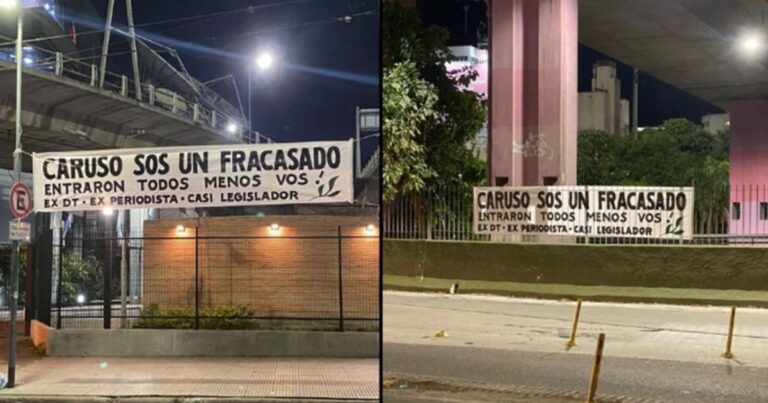 CARUSO SOS UN FRACASADO
ENTRARON TODOS MENOS VOS
EX DT - EX PERIODISTA - CASI LEGISLADOR
E
CARUSO SOS UN FRACASADO
ENTRARON TODOS MENOS VOS
EX DT - EX PERIODISTA - CASI LEGISLADOR